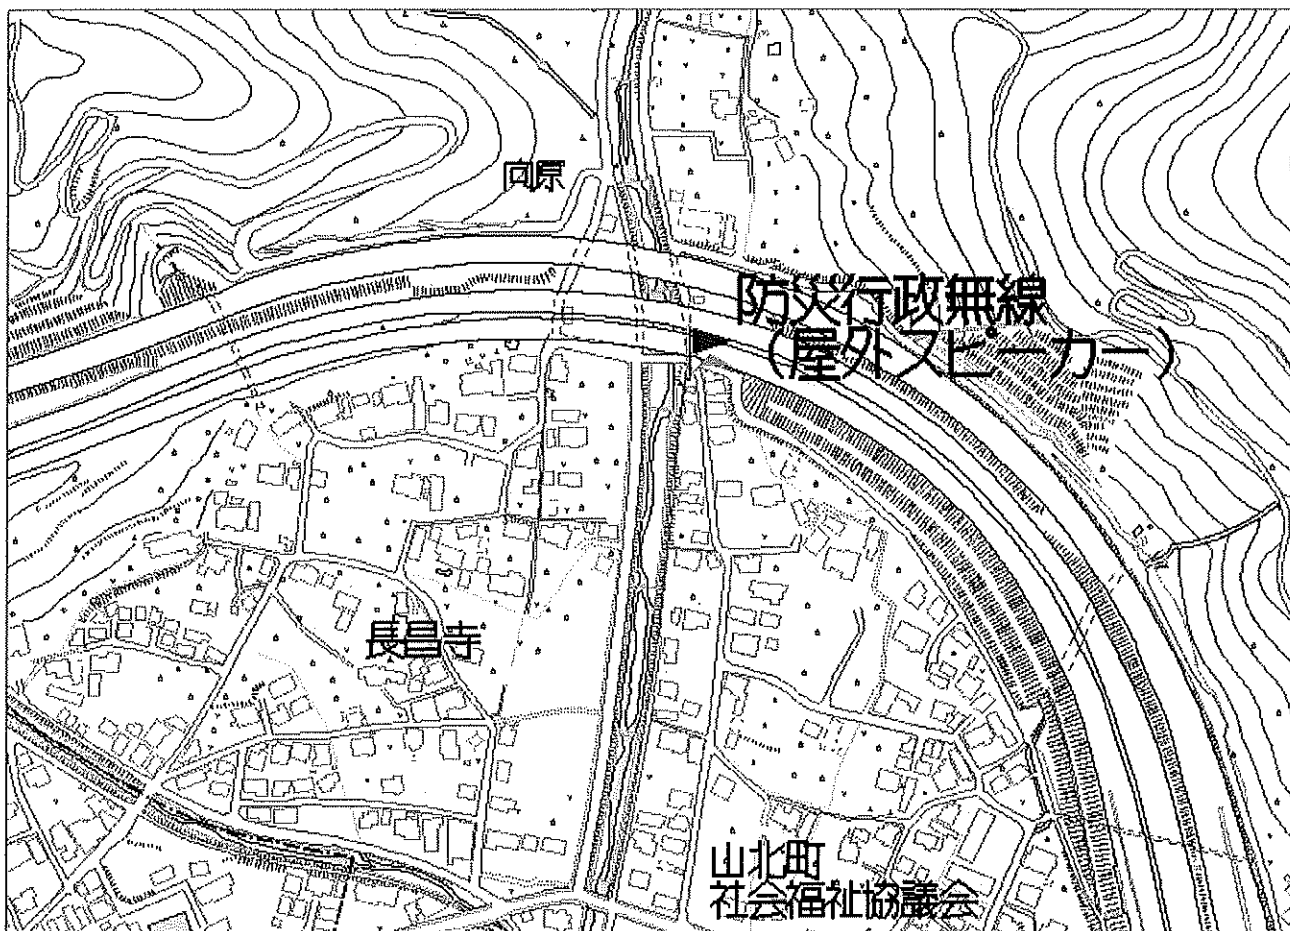 向原
防災行政無線
（屋外スピーカー）
長昌寺
山北町
社会福祉協議会